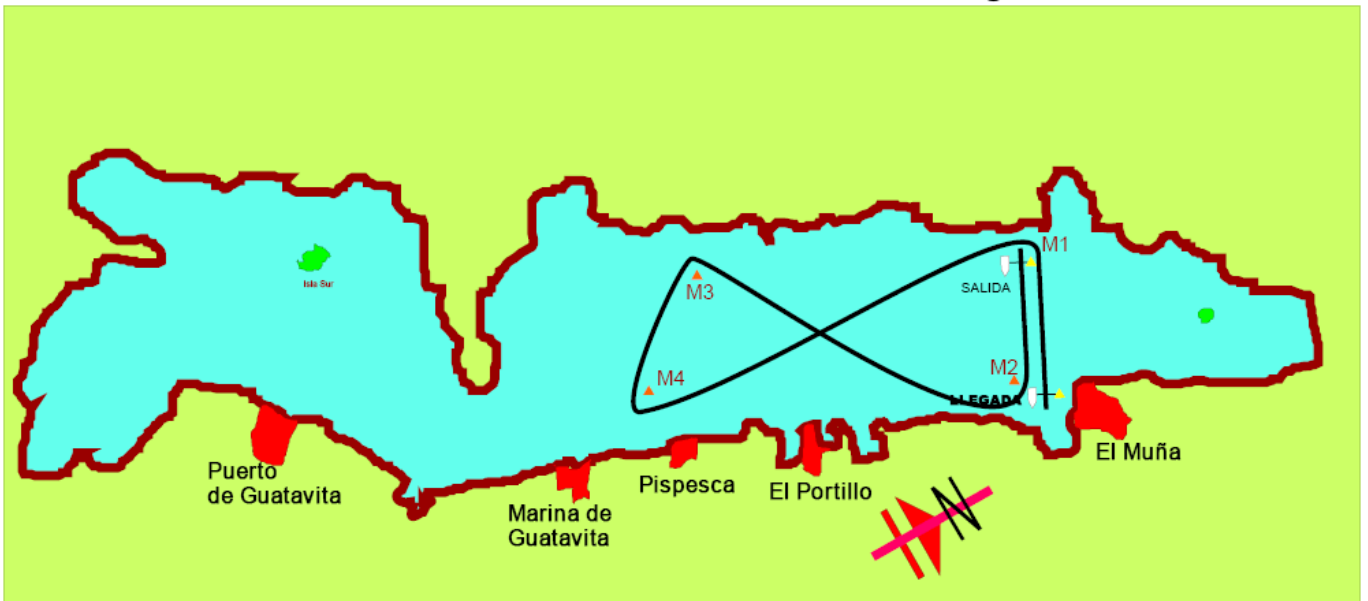 Isla Sur
M1
SALIDA
M3
M2
M4
LLEGADA
Puerto
de Guatavita
Marina de
Guatavita
Pispesca
El Portillo
El Muña
N